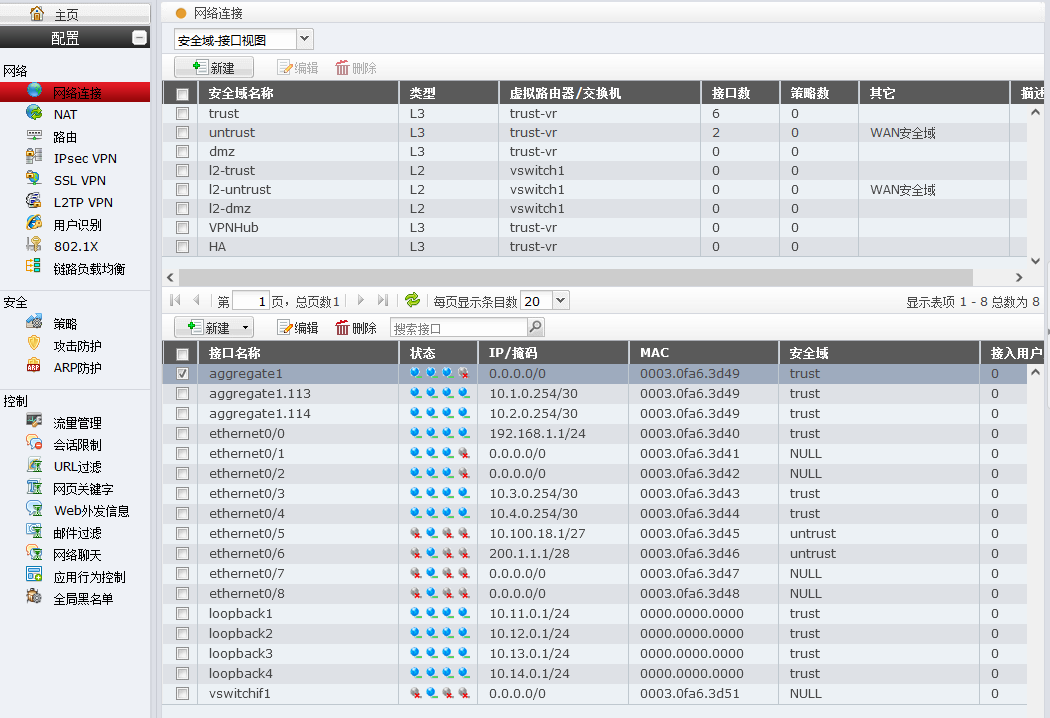 主页
配置
网络
网络连接
NAT
路由
IPsec VPN
SSL VPN
L2TP VPN
用户识别
802.1X
链路负载均衡
安全
策略
攻击防护
ARP防护
控制
流量管理
会话限制
URL过滤
网页关键字
Web外发信息
邮件过滤
网络聊天
应用行为控制
全局黑名单
网络连接
安全域-接口视图
新建 编辑 删除
安全域名称 类型 虚拟路由器/交换机 接口数 策略数 其它 描述
trust L3 trust-vr 6 0
untrust L3 trust-vr 2 0 WAN安全域
dmz L3 trust-vr 0 0
l2-trust L2 vswitch1 0 0
l2-untrust L2 vswitch1 0 0 WAN安全域
l2-dmz L2 vswitch1 0 0
VPNHub L3 trust-vr 0 0
HA L3 trust-vr 0 0
第 1 页，总页数1 每页显示条目数 20 显示表项 1 - 8 总数为 8
新建 编辑 删除 搜索接口
接口名称 状态 IP/掩码 MAC 安全域 接入用户
aggregate1 0.0.0.0/0 0003.0fa6.3d49 trust 0
aggregate1.113 10.1.0.254/30 0003.0fa6.3d49 trust 0
aggregate1.114 10.2.0.254/30 0003.0fa6.3d49 trust 0
ethernet0/0 192.168.1.1/24 0003.0fa6.3d40 trust 0
ethernet0/1 0.0.0.0/0 0003.0fa6.3d41 NULL 0
ethernet0/2 0.0.0.0/0 0003.0fa6.3d42 NULL 0
ethernet0/3 10.3.0.254/30 0003.0fa6.3d43 trust 0
ethernet0/4 10.4.0.254/30 0003.0fa6.3d44 trust 0
ethernet0/5 10.100.18.1/27 0003.0fa6.3d45 untrust 0
ethernet0/6 200.1.1.1/28 0003.0fa6.3d46 untrust 0
ethernet0/7 0.0.0.0/0 0003.0fa6.3d47 NULL 0
ethernet0/8 0.0.0.0/0 0003.0fa6.3d48 NULL 0
loopback1 10.11.0.1/24 0000.0000.0000 trust 0
loopback2 10.12.0.1/24 0000.0000.0000 trust 0
loopback3 10.13.0.1/24 0000.0000.0000 trust 0
loopback4 10.14.0.1/24 0000.0000.0000 trust 0
vswitchif1 0.0.0.0/0 0003.0fa6.3d51 NULL 0